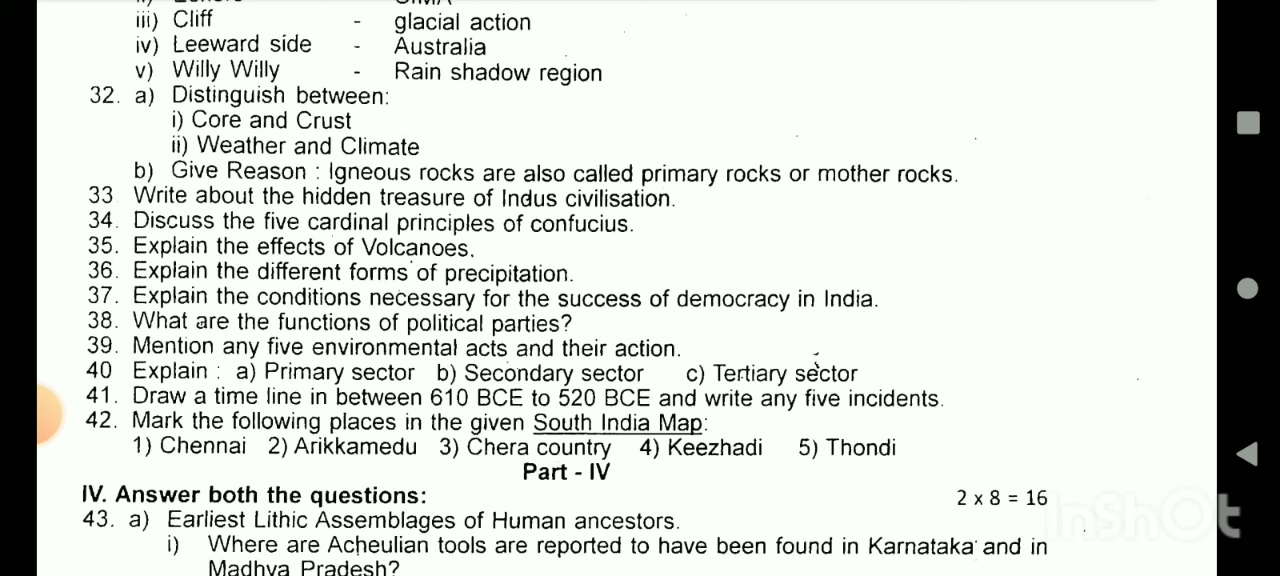 iii) Cliff - glacial action
iv) Leeward side - Australia
v) Willy Willy - Rain shadow region
32. a) Distinguish between:
i) Core and Crust
ii) Weather and Climate
b) Give Reason : Igneous rocks are also called primary rocks or mother rocks.
33. Write about the hidden treasure of Indus civilisation.
34. Discuss the five cardinal principles of confucius.
35. Explain the effects of Volcanoes.
36. Explain the different forms of precipitation.
37. Explain the conditions necessary for the success of democracy in India.
38. What are the functions of political parties?
39. Mention any five environmental acts and their action.
40 Explain : a) Primary sector b) Secondary sector c) Tertiary sector
41. Draw a time line in between 610 BCE to 520 BCE and write any five incidents.
42. Mark the following places in the given South India Map:
1) Chennai 2) Arikkamedu 3) Chera country 4) Keezhadi 5) Thondi
Part - IV
IV. Answer both the questions: 2 x 8 = 16
43. a) Earliest Lithic Assemblages of Human ancestors.
i) Where are Acheulian tools are reported to have been found in Karnataka and in
Madhya Pradesh?
InShOt